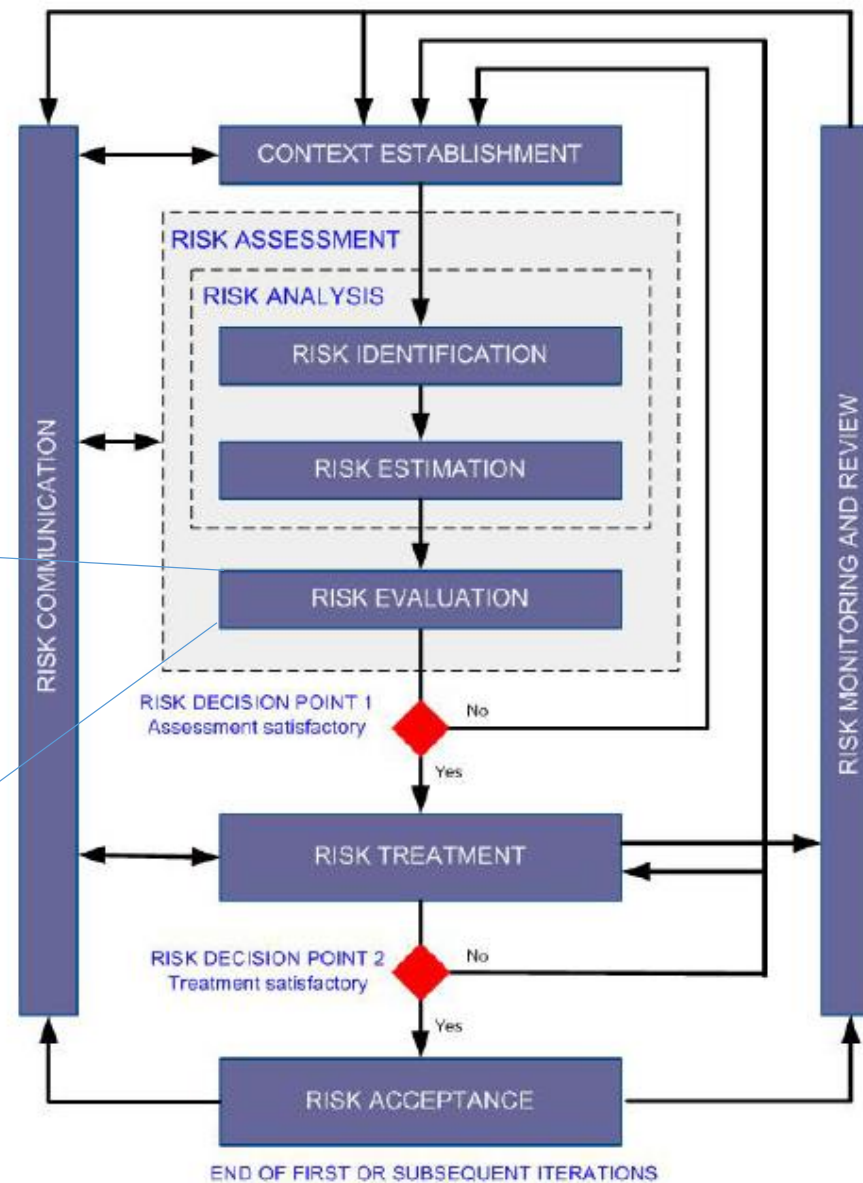 CONTEXT ESTABLISHMENT
RISK ASSESSMENT
RISK ANALYSIS
RISK IDENTIFICATION
RISK ESTIMATION
RISK EVALUATION
RISK COMMUNICATION
RISK MONITORING AND REVIEW
RISK DECISION POINT 1
Assessment satisfactory
No
Yes
RISK TREATMENT
RISK DECISION POINT 2
Treatment satisfactory
No
Yes
RISK ACCEPTANCE
END OF FIRST OR SUBSEQUENT ITERATIONS